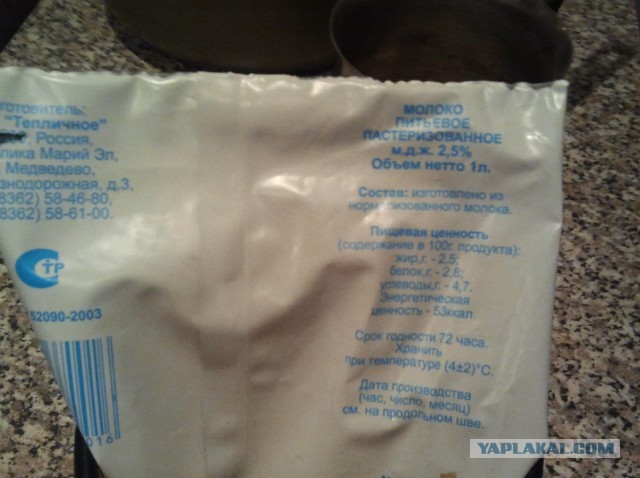 готовитель:
"Тепличное"
Россия,
лика Марий Эл,
Медведево,
знодорожная, д.3,
8362) 58-46-80,
8362) 58-61-00.
СТР
52090-2003
016
МОЛОКО
ПИТЬЕВОЕ
ПАСТЕРИЗОВАННОЕ
м.д.ж. 2,5%
Объем нетто 1л.
Состав: изготовлено из
нормализованного молока.
Пищевая ценность
(содержание в 100г. продукта):
жир,г. - 2,5;
белок,г. - 2,8;
углеводы,г. - 4,7.
Энергетическая
ценность - 53ккал.
Срок годности 72 часа.
Хранить
при температуре (4±2)°С.
Дата производства
(час, число, месяц)
см. на продольном шве.
YAPLAKAL.COM